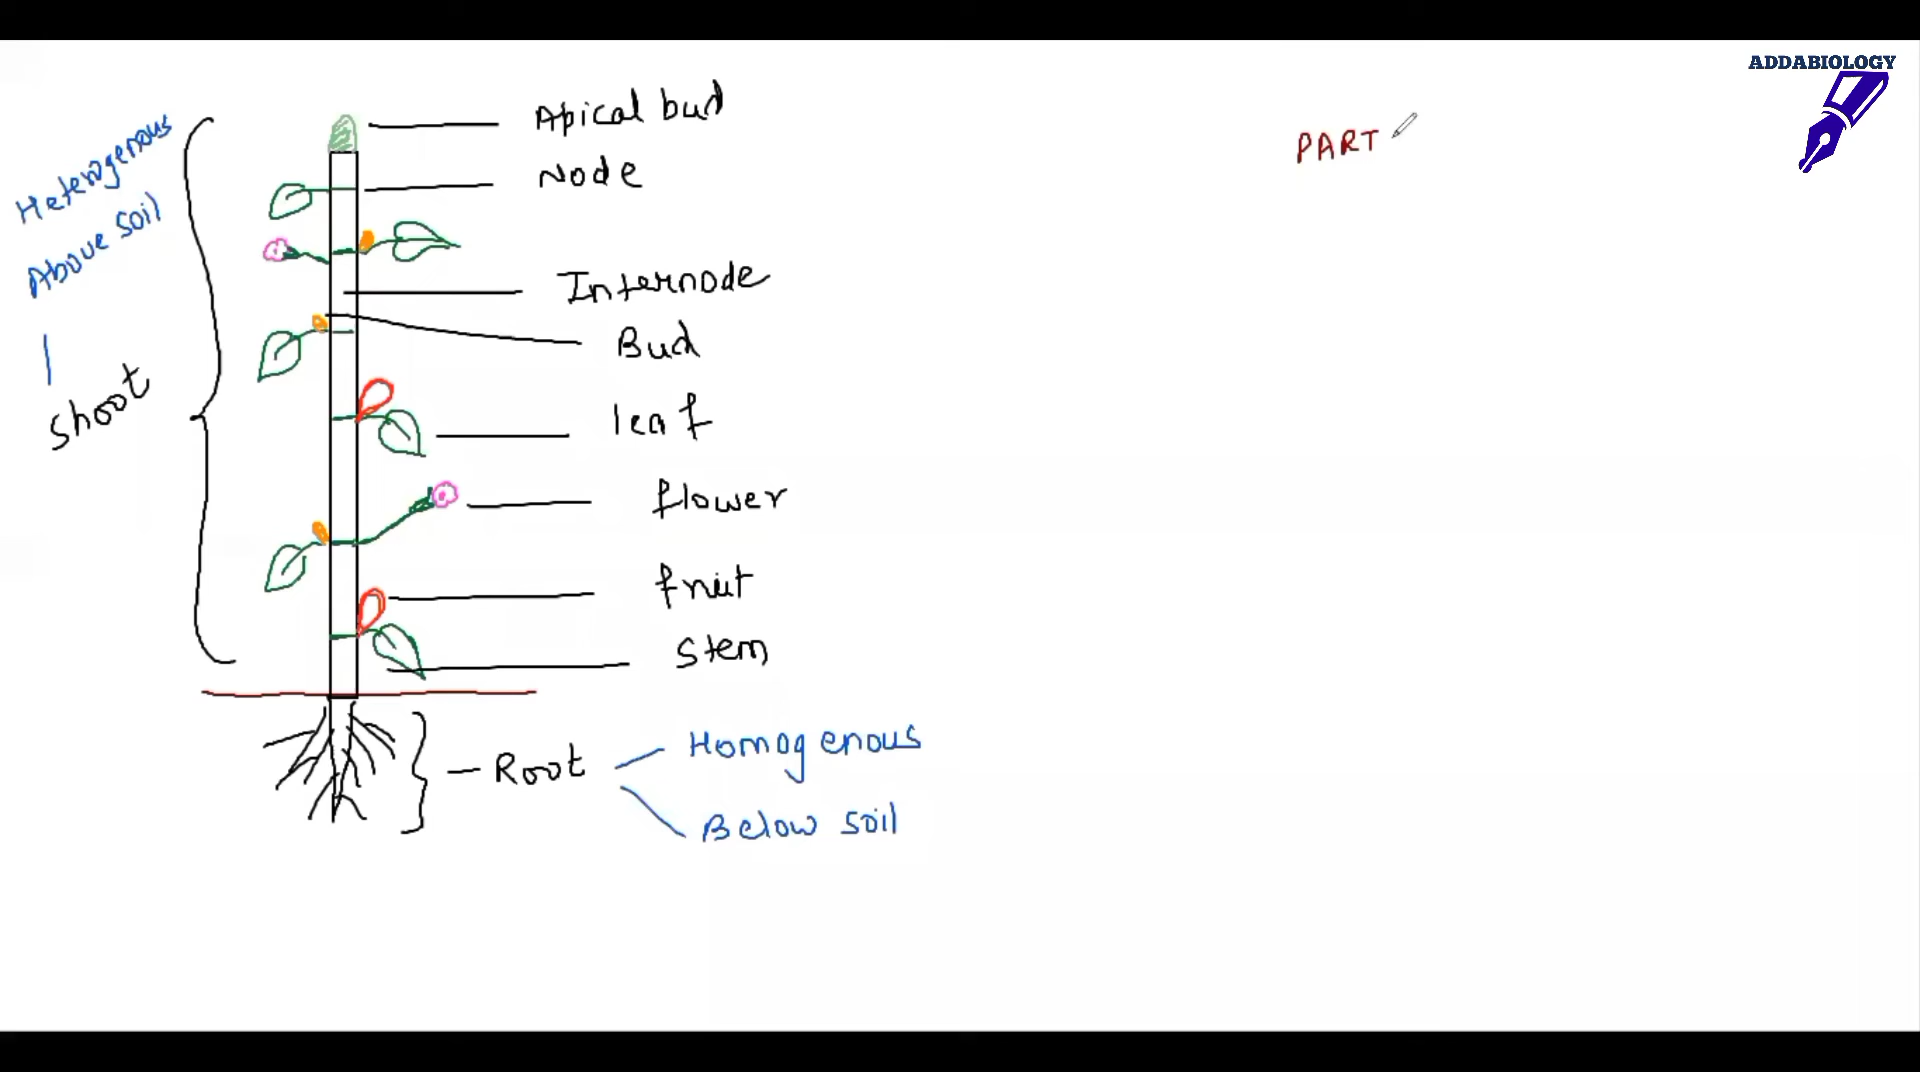 ADDABIOLOGY
PART
Apical bud
Node
Internode
Bud
leaf
flower
fruit
Stem
Heterogenous
Above soil
Shoot
Root
Homogenous
Below soil